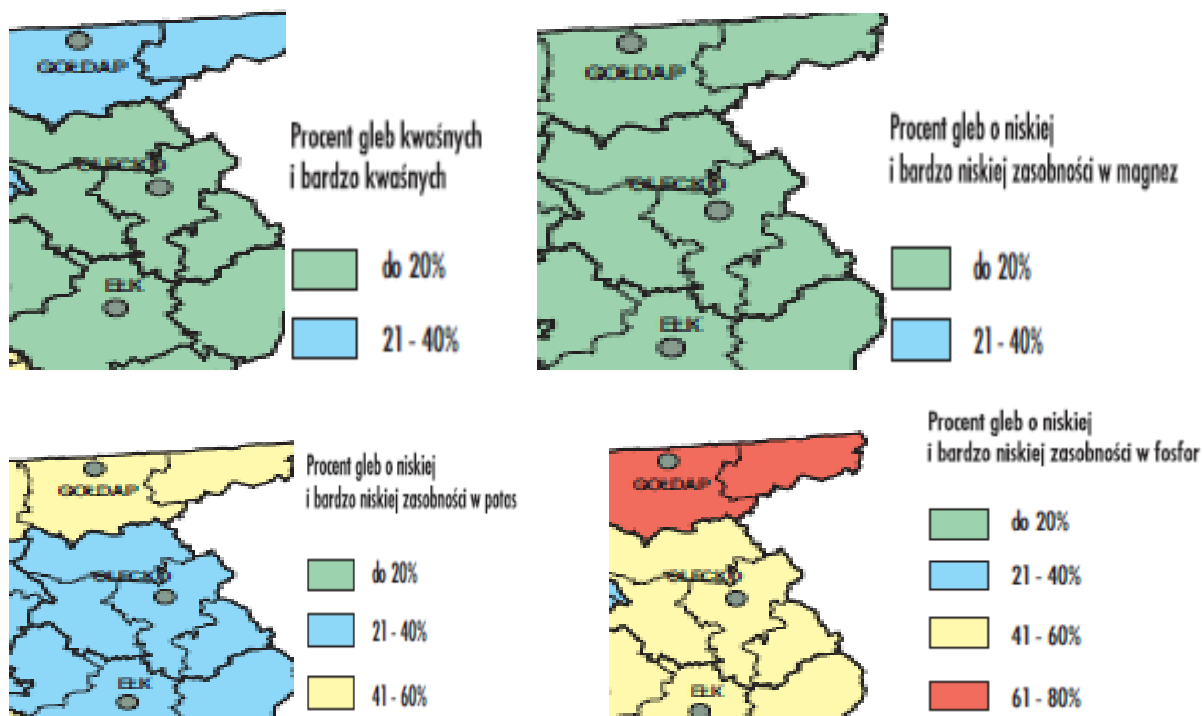 GOŁDAP
OLECKO
EŁK
Procent gleb kwaśnych
i bardzo kwaśnych
do 20%
21 - 40%
GOŁDAP
OLECKO
EŁK
Procent gleb o niskiej
i bardzo niskiej zasobności w magnez
do 20%
21 - 40%
GOŁDAP
OLECKO
EŁK
Procent gleb o niskiej
i bardzo niskiej zasobności w potas
do 20%
21 - 40%
41 - 60%
GOŁDAP
OLECKO
EŁK
Procent gleb o niskiej
i bardzo niskiej zasobności w fosfor
do 20%
21 - 40%
41 - 60%
61 - 80%